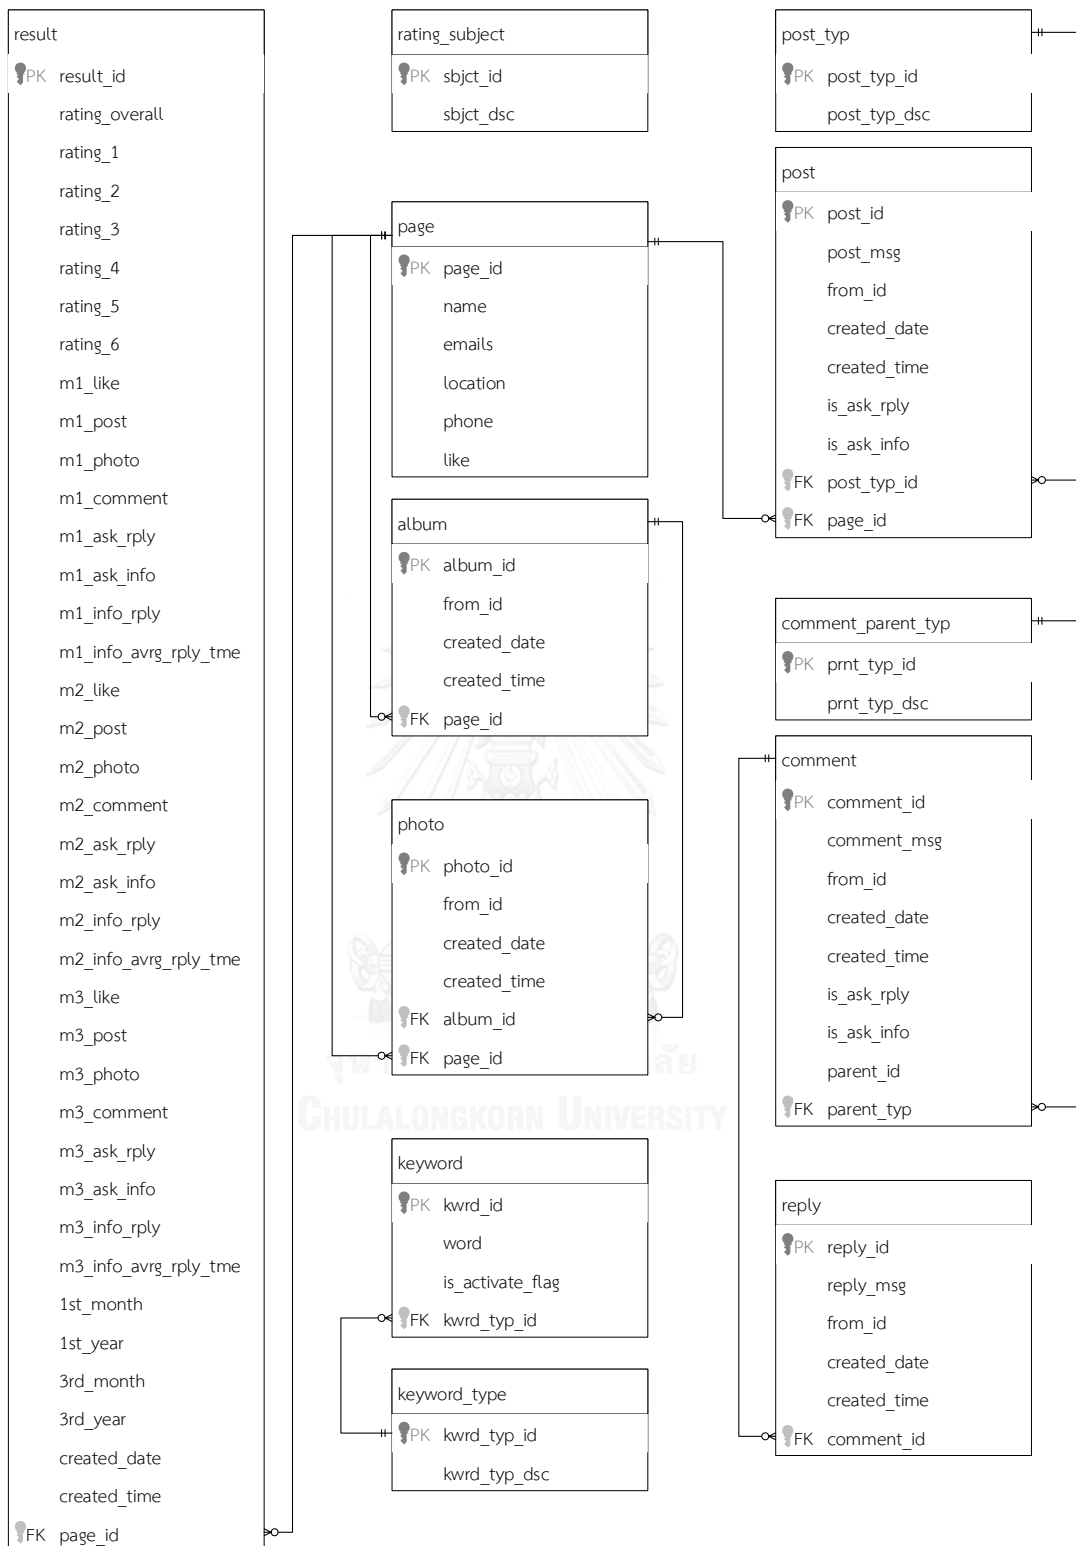 result
PK result_id
rating_overall
rating_1
rating_2
rating_3
rating_4
rating_5
rating_6
m1_like
m1_post
m1_photo
m1_comment
m1_ask_rply
m1_ask_info
m1_info_rply
m1_info_avrg_rply_tme
m2_like
m2_post
m2_photo
m2_comment
m2_ask_rply
m2_ask_info
m2_info_rply
m2_info_avrg_rply_tme
m3_like
m3_post
m3_photo
m3_comment
m3_ask_rply
m3_ask_info
m3_info_rply
m3_info_avrg_rply_tme
1st_month
1st_year
3rd_month
3rd_year
created_date
created_time
FK page_id
rating_subject
PK sbjct_id
sbjct_dsc
page
PK page_id
name
emails
location
phone
like
album
PK album_id
from_id
created_date
created_time
FK page_id
photo
PK photo_id
from_id
created_date
created_time
FK album_id
FK page_id
CHULALONGKORN UNIVERSITY
keyword
PK kwrd_id
word
is_activate_flag
FK kwrd_typ_id
keyword_type
PK kwrd_typ_id
kwrd_typ_dsc
post_typ
PK post_typ_id
post_typ_dsc
post
PK post_id
post_msg
from_id
created_date
created_time
is_ask_rply
is_ask_info
FK post_typ_id
FK page_id
comment_parent_typ
PK prnt_typ_id
prnt_typ_dsc
comment
PK comment_id
comment_msg
from_id
created_date
created_time
is_ask_rply
is_ask_info
parent_id
FK parent_typ
reply
PK reply_id
reply_msg
from_id
created_date
created_time
FK comment_id